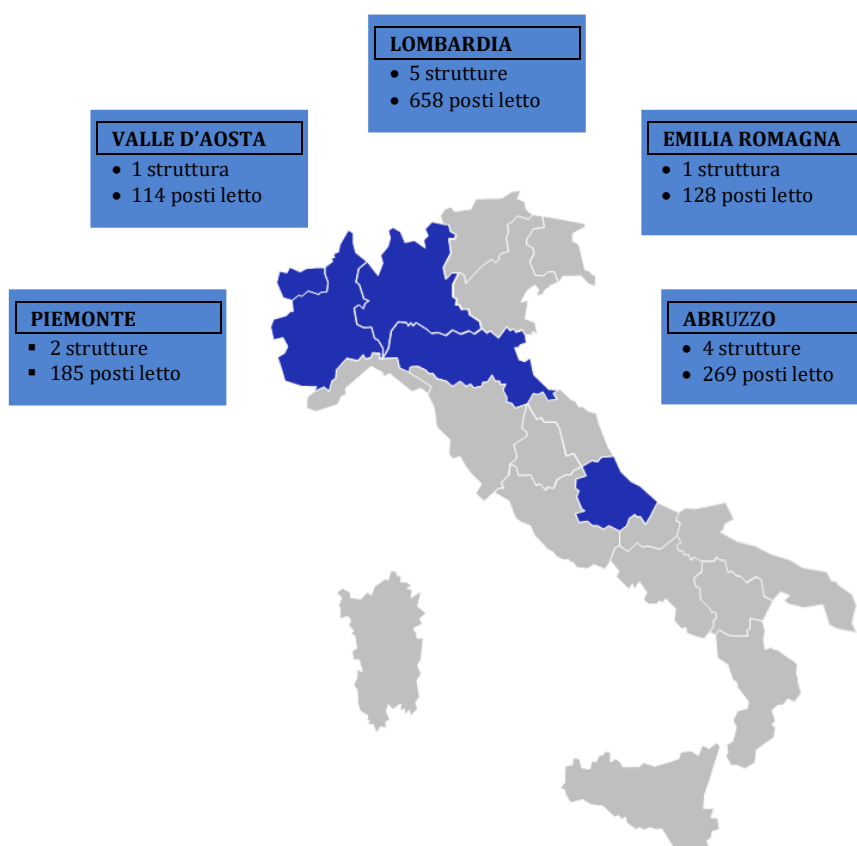 LOMBARDIA
• 5 strutture
• 658 posti letto
VALLE D'AOSTA
• 1 struttura
• 114 posti letto
EMILIA ROMAGNA
• 1 struttura
• 128 posti letto
PIEMONTE
▪ 2 strutture
▪ 185 posti letto
ABRUZZO
• 4 strutture
• 269 posti letto